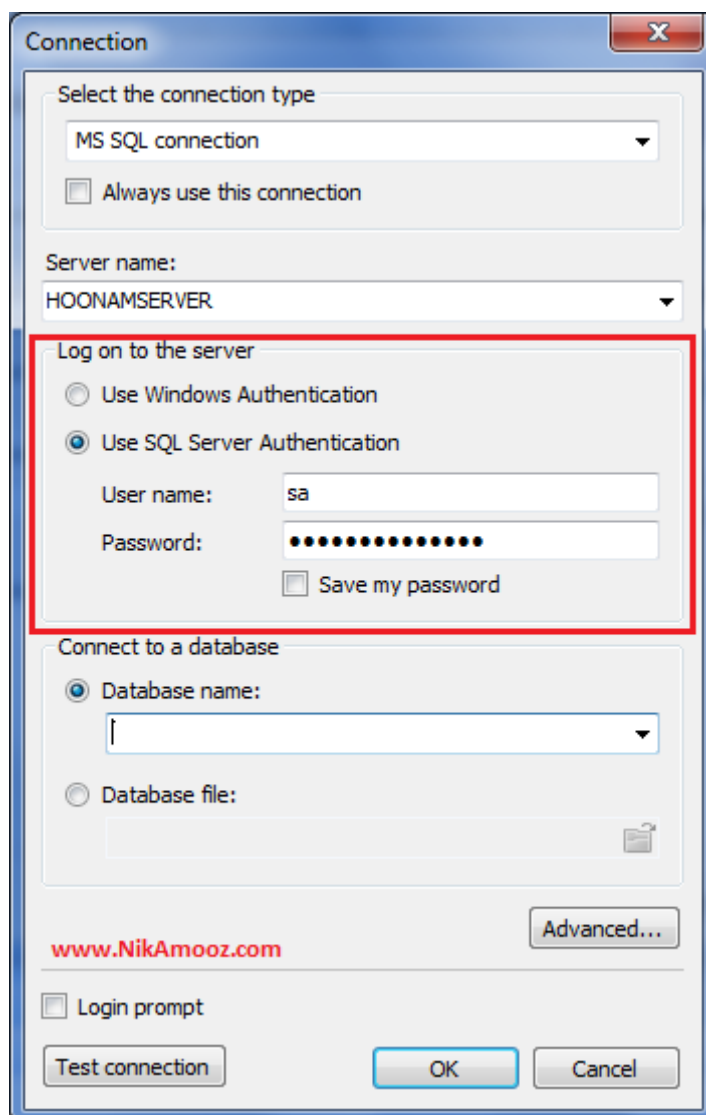 Connection
Select the connection type
MS SQL connection
Always use this connection
Server name:
HOONAMSERVER
Log on to the server
Use Windows Authentication
Use SQL Server Authentication
User name:
sa
Password:
●●●●●●●●●●●●●●
Save my password
Connect to a database
Database name:
Database file:
Advanced...
www.NikAmooz.com
Login prompt
Test connection
OK
Cancel